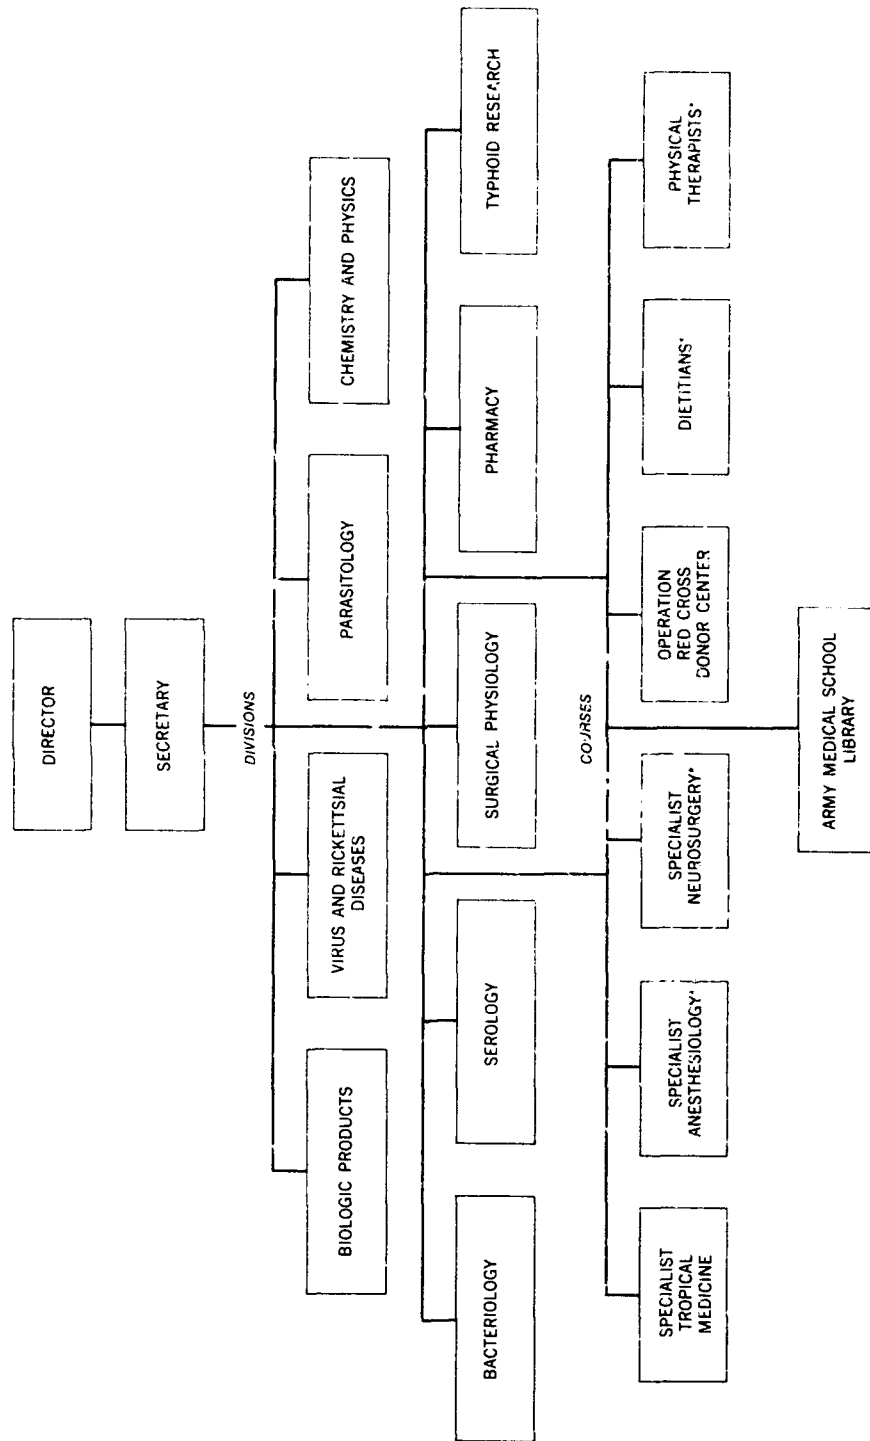 DIRECTOR
SECRETARY
DIVISIONS
BIOLOGIC PRODUCTS
VIRUS AND RICKETTSIAL
DISEASES
PARASITOLOGY
CHEMISTRY AND PHYSICS
BACTERIOLOGY
SEROLOGY
SURGICAL PHYSIOLOGY
PHARMACY
TYPHOID RESEARCH
COURSES
SPECIALIST
TROPICAL
MEDICINE
SPECIALIST
ANESTHESIOLOGY*
SPECIALIST
NEUROSURGERY*
OPERATION
RED CROSS
DONOR CENTER
DIETITIANS*
PHYSICAL
THERAPISTS*
ARMY MEDICAL SCHOOL
LIBRARY